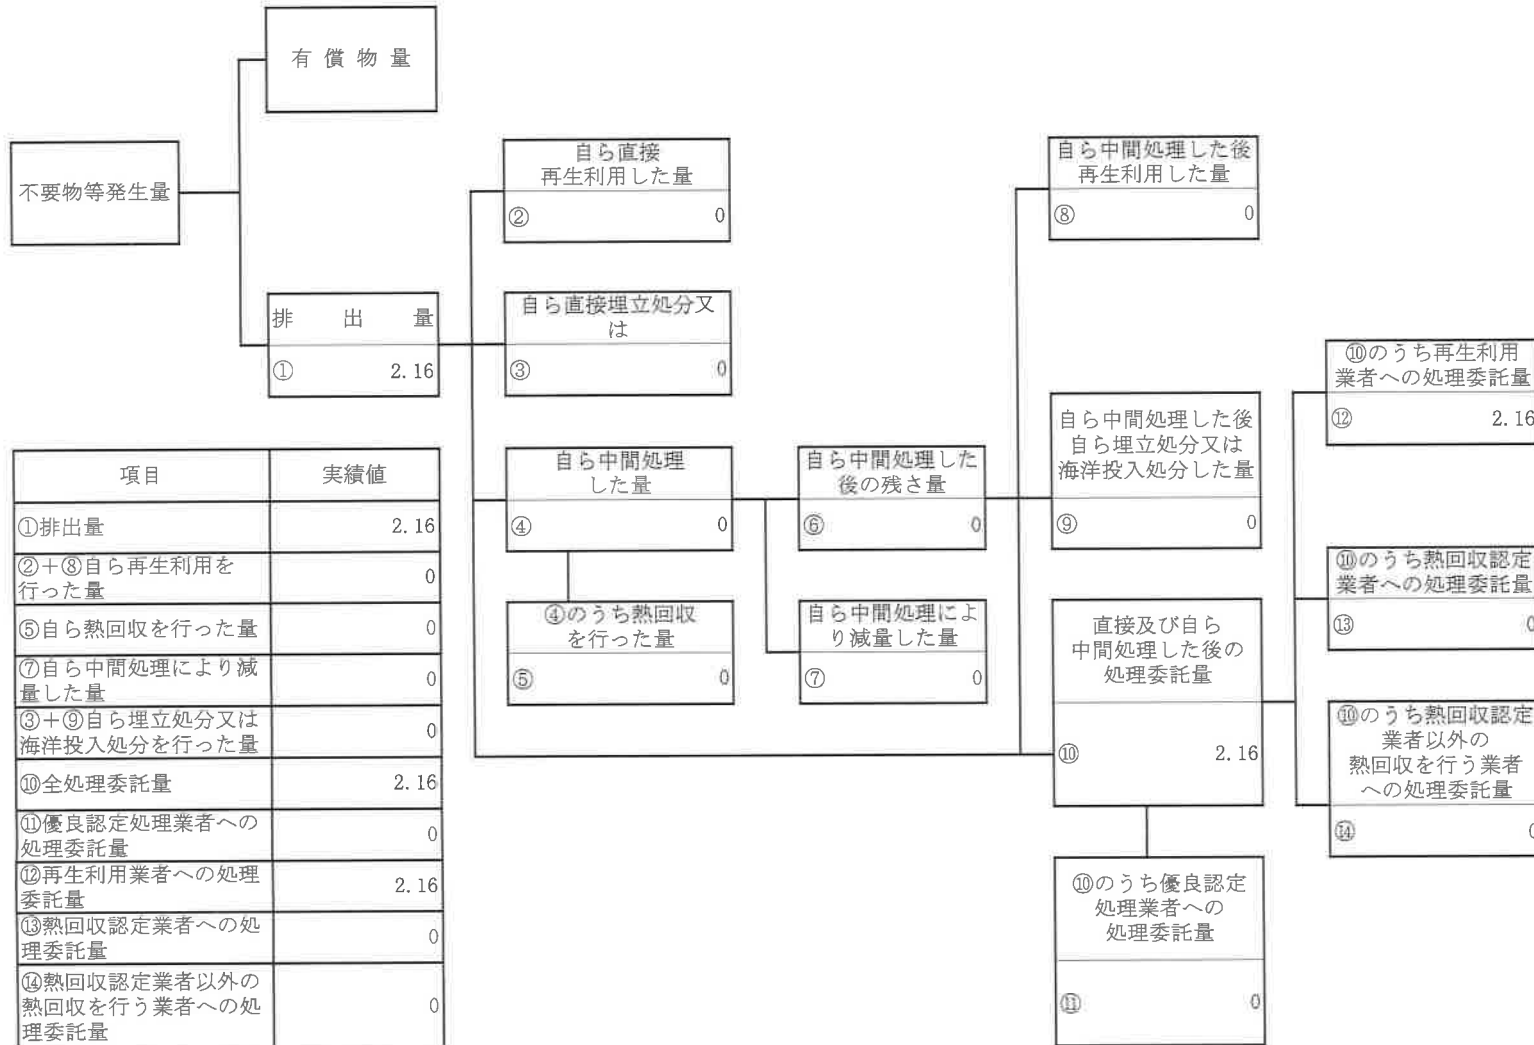 有 償 物 量
不要物等発生量
排 出 量
① 2.16
自ら直接
再生利用した量
② 0
自ら直接埋立処分又
は
③ 0
自ら中間処理
した量
④ 0
④のうち熱回収
を行った量
⑤ 0
自ら中間処理した
後の残さ量
⑥ 0
自ら中間処理によ
り減量した量
⑦ 0
自ら中間処理した後
再生利用した量
⑧ 0
自ら中間処理した後
自ら埋立処分又は
海洋投入処分した量
⑨ 0
直接及び自ら
中間処理した後の
処理委託量
⑩ 2.16
⑩のうち優良認定
処理業者への
処理委託量
⑪ 0
⑩のうち再生利用
業者への処理委託量
⑫ 2.16
⑩のうち熱回収認定
業者への処理委託量
⑬ 0
⑩のうち熱回収認定
業者以外の
熱回収を行う業者
への処理委託量
⑭ 0
項目 実績値
①排出量 2.16
②+⑧自ら再生利用を
行った量 0
⑤自ら熱回収を行った量 0
⑦自ら中間処理により減
量した量 0
③+⑨自ら埋立処分又は
海洋投入処分を行った量 0
⑩全処理委託量 2.16
⑪優良認定処理業者への
処理委託量 0
⑫再生利用業者への処理
委託量 2.16
⑬熱回収認定業者への処
理委託量 0
⑭熱回収認定業者以外の
熱回収を行う業者への処
理委託量 0